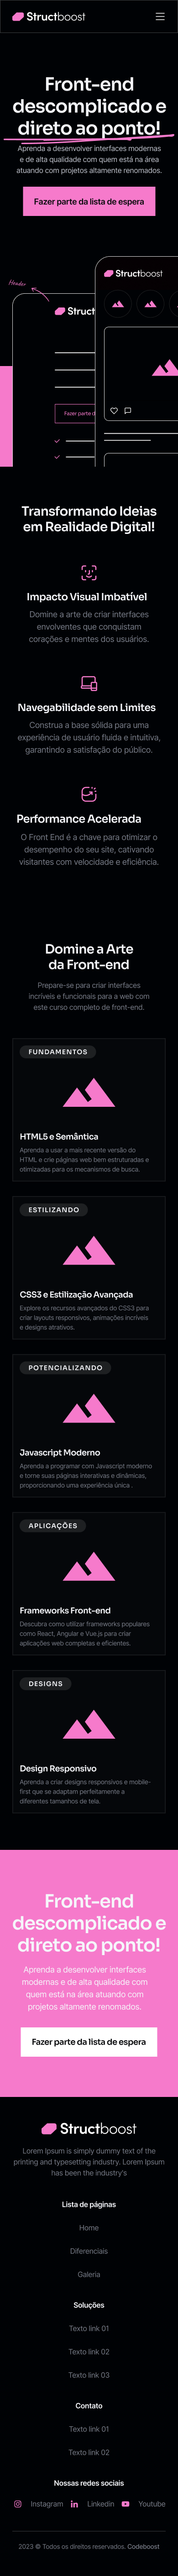 Structboost
Front-end
descomplicado e
direto ao ponto!
Aprenda a desenvolver interfaces modernas
e de alta qualidade com quem está na área
atuando com projetos altamente renomados.
Fazer parte da lista de espera
Header
Struct
Structboost
Fazer parte d
Transformando Ideias
em Realidade Digital!
Impacto Visual Imbatível
Domine a arte de criar interfaces
envolventes que conquistam
corações e mentes dos usuários.
Navegabilidade sem Limites
Construa a base sólida para uma
experiência de usuário fluida e intuitiva,
garantindo a satisfação do público.
Performance Acelerada
O Front End é a chave para otimizar o
desempenho do seu site, cativando
visitantes com velocidade e eficiência.
Domine a Arte
da Front-end
Prepare-se para criar interfaces
incríveis e funcionais para a web com
este curso completo de front-end.
FUNDAMENTOS
HTML5 e Semântica
Aprenda a usar a mais recente versão do
HTML e crie páginas web bem estruturadas e
otimizadas para os mecanismos de busca.
ESTILIZANDO
CSS3 e Estilização Avançada
Explore os recursos avançados do CSS3 para
criar layouts responsivos, animações incríveis
e designs atrativos.
POTENCIALIZANDO
Javascript Moderno
Aprenda a programar com Javascript moderno
e torne suas páginas interativas e dinâmicas,
proporcionando uma experiência única .
APLICAÇÕES
Frameworks Front-end
Descubra como utilizar frameworks populares
como React, Angular e Vue.js para criar
aplicações web completas e eficientes.
DESIGNS
Design Responsivo
Aprenda a criar designs responsivos e mobile-
first que se adaptam perfeitamente a
diferentes tamanhos de tela.
Front-end
descomplicado e
direto ao ponto!
Aprenda a desenvolver interfaces
modernas e de alta qualidade com
quem está na área atuando com
projetos altamente renomados.
Fazer parte da lista de espera
Structboost
Lorem Ipsum is simply dummy text of the
printing and typesetting industry. Lorem Ipsum
has been the industry's
Lista de páginas
Home
Diferenciais
Galeria
Soluções
Texto link 01
Texto link 02
Texto link 03
Contato
Texto link 01
Texto link 02
Nossas redes sociais
Instagram Linkedin Youtube
2023 © Todos os direitos reservados. Codeboost